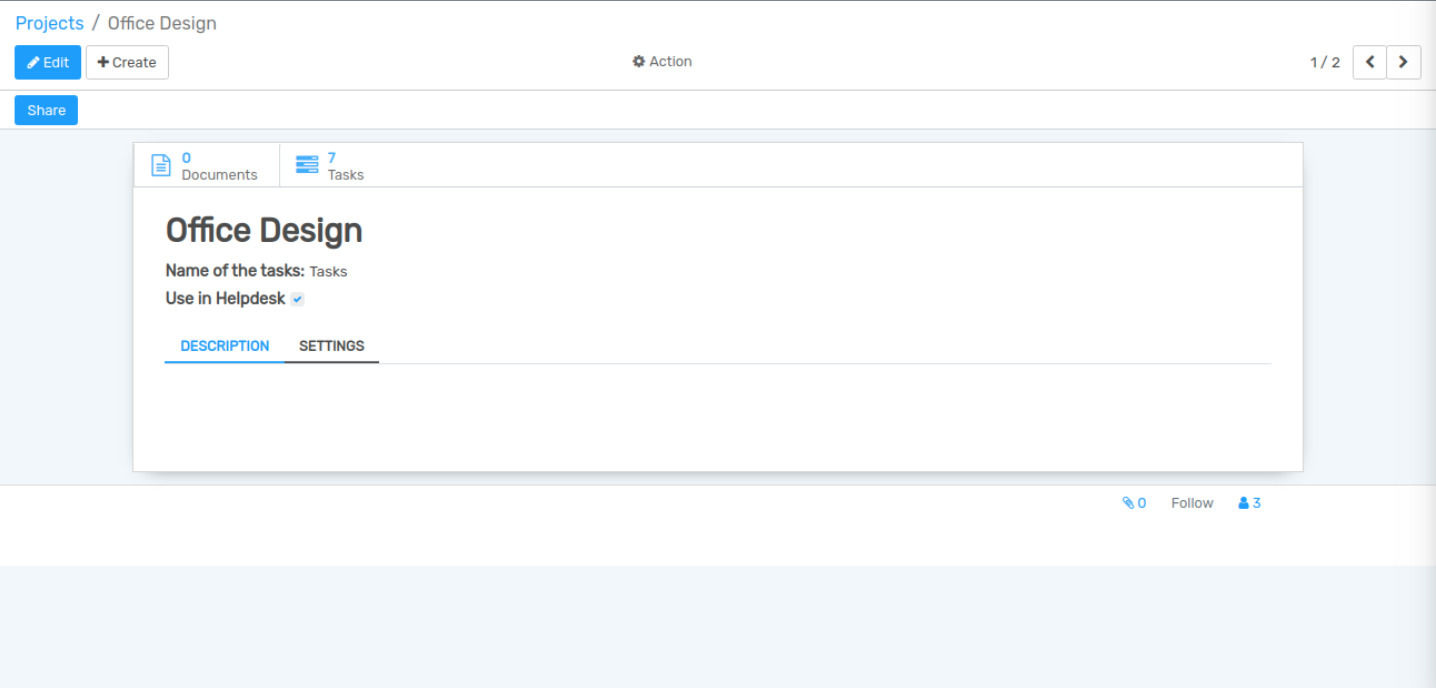 Projects / Office Design
Edit Create Action 1 / 2
Share
0 Documents
7 Tasks
Office Design
Name of the tasks: Tasks
Use in Helpdesk
DESCRIPTION SETTINGS
0 Follow 3